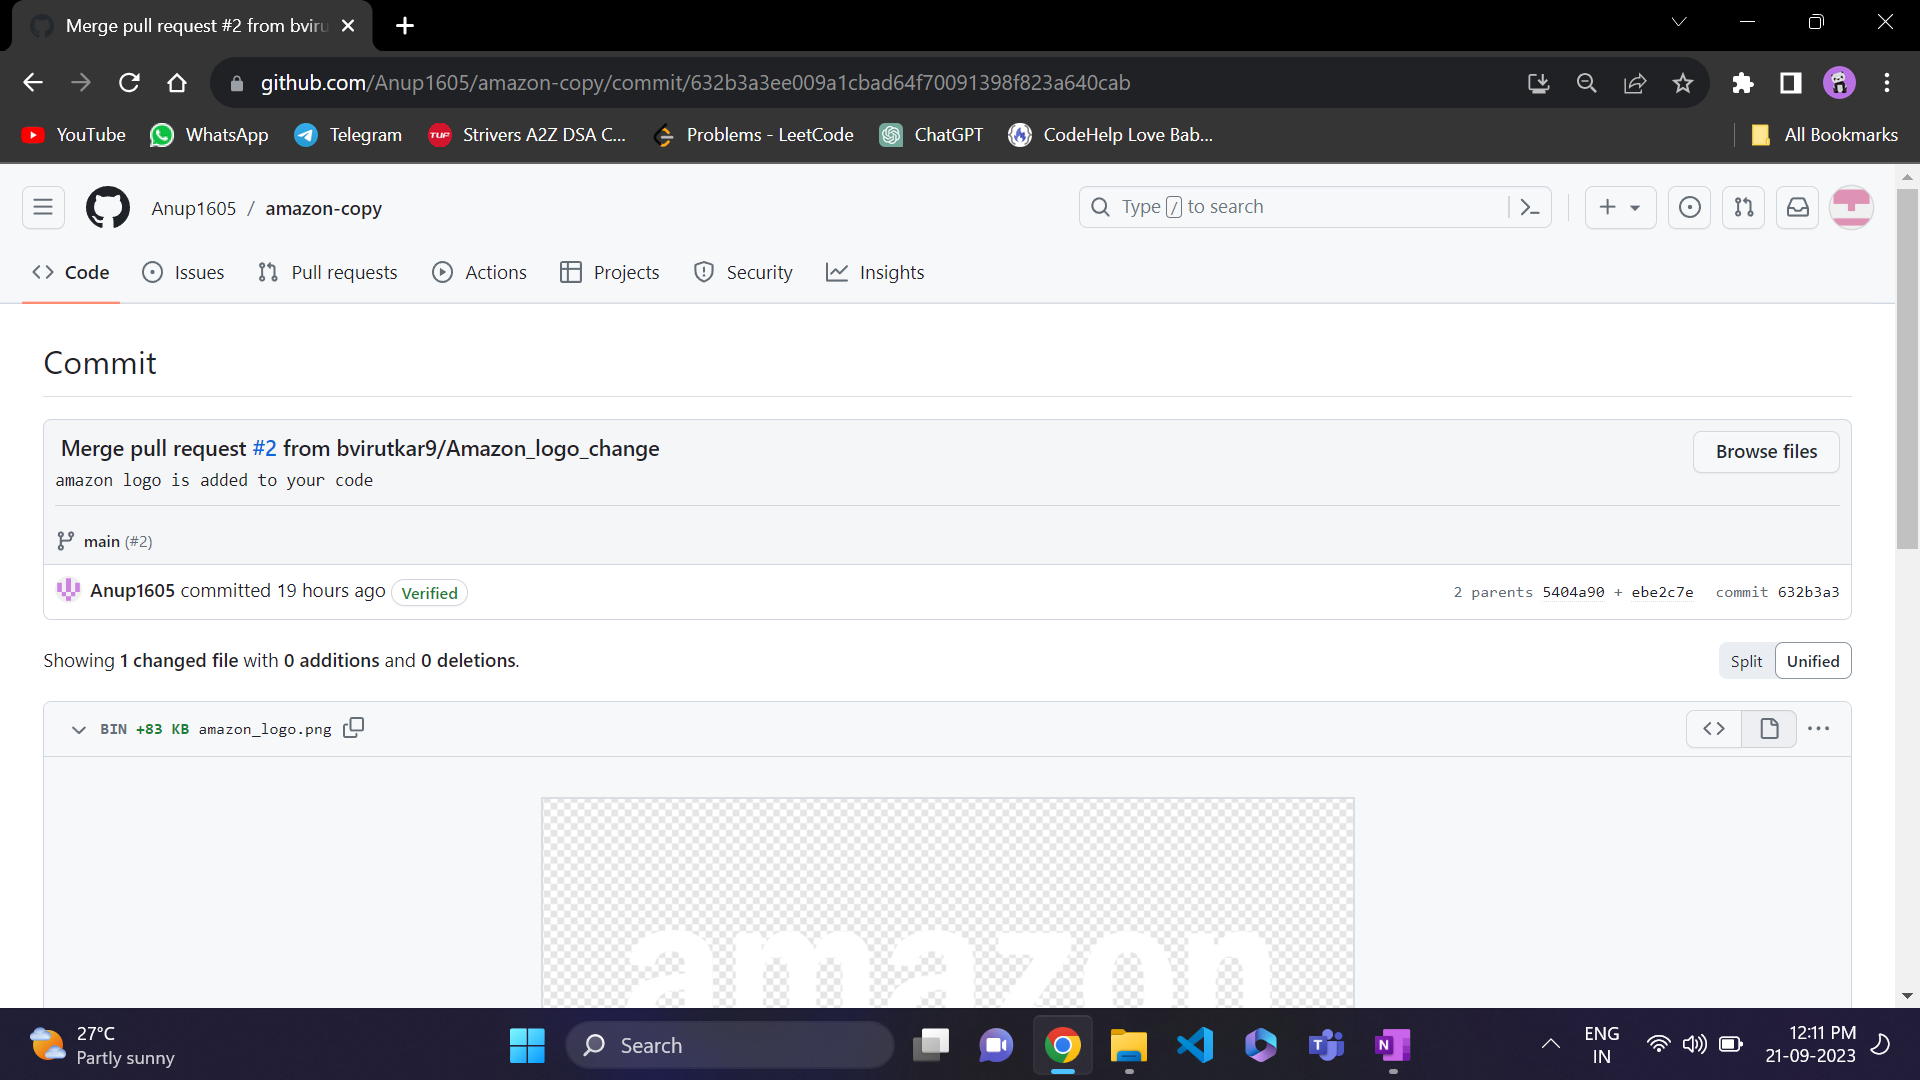 Merge pull request #2 from bviru
github.com/Anup1605/amazon-copy/commit/632b3a3ee009a1cbad64f70091398f823a640cab
YouTube WhatsApp Telegram TUF Strivers A2Z DSA C... Problems - LeetCode ChatGPT CodeHelp Love Bab... All Bookmarks
Anup1605 / amazon-copy Type / to search
Code Issues Pull requests Actions Projects Security Insights
Commit
Merge pull request #2 from bvirutkar9/Amazon_logo_change
Browse files
amazon logo is added to your code
main (#2)
Anup1605 committed 19 hours ago Verified 2 parents 5404a90 + ebe2c7e commit 632b3a3
Showing 1 changed file with 0 additions and 0 deletions. Split Unified
BIN +83 KB amazon_logo.png
amazon
27°C
Partly sunny
Search
ENG
IN
12:11 PM
21-09-2023